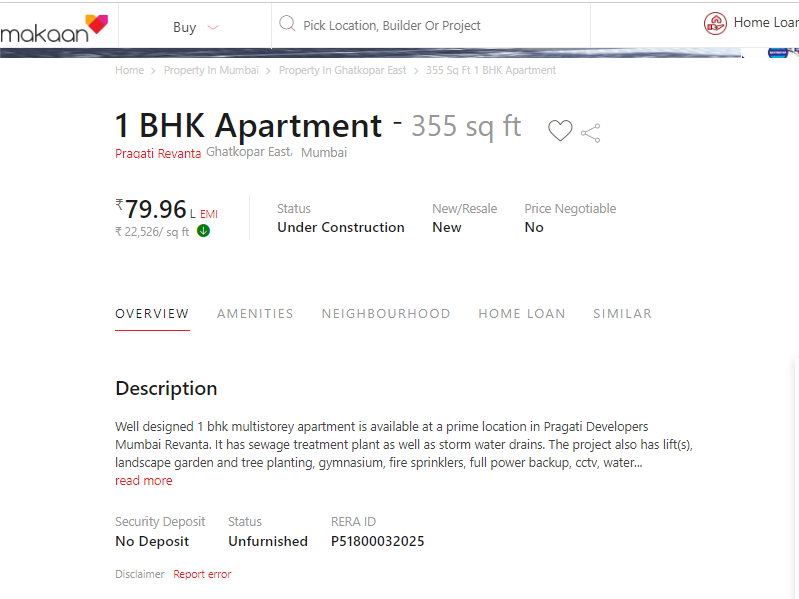 makaan
Buy
Pick Location, Builder Or Project
Home Loan
Home > Property In Mumbai > Property In Ghatkopar East > 355 Sq Ft 1 BHK Apartment
1 BHK Apartment - 355 sq ft
Pragati Revanta Ghatkopar East, Mumbai
₹79.96 L EMI
₹ 22,526/ sq ft
Status New/Resale Price Negotiable
Under Construction New No
OVERVIEW AMENITIES NEIGHBOURHOOD HOME LOAN SIMILAR
Description
Well designed 1 bhk multistorey apartment is available at a prime location in Pragati Developers
Mumbai Revanta. It has sewage treatment plant as well as storm water drains. The project also has lift(s),
landscape garden and tree planting, gymnasium, fire sprinklers, full power backup, cctv, water...
read more
Security Deposit Status RERA ID
No Deposit Unfurnished P51800032025
Disclaimer Report error